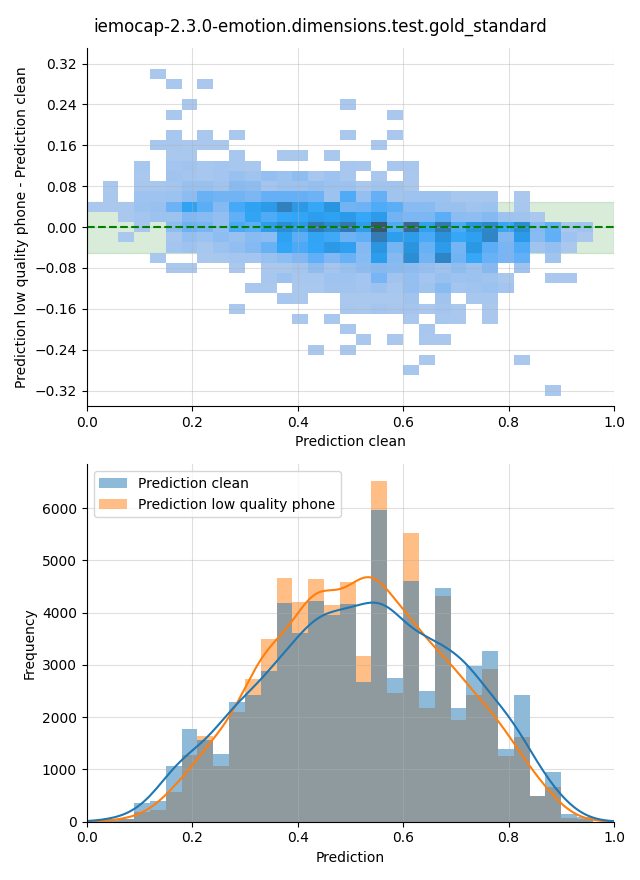 iemocap-2.3.0-emotion.dimensions.test.gold_standard
Prediction low quality phone - Prediction clean
0.32
0.24
0.16
0.08
0.00
−0.08
−0.16
−0.24
−0.32
0.0 0.2 0.4 0.6 0.8 1.0
Prediction clean
Prediction clean
Prediction low quality phone
Frequency
6000
5000
4000
3000
2000
1000
0
0.0 0.2 0.4 0.6 0.8 1.0
Prediction